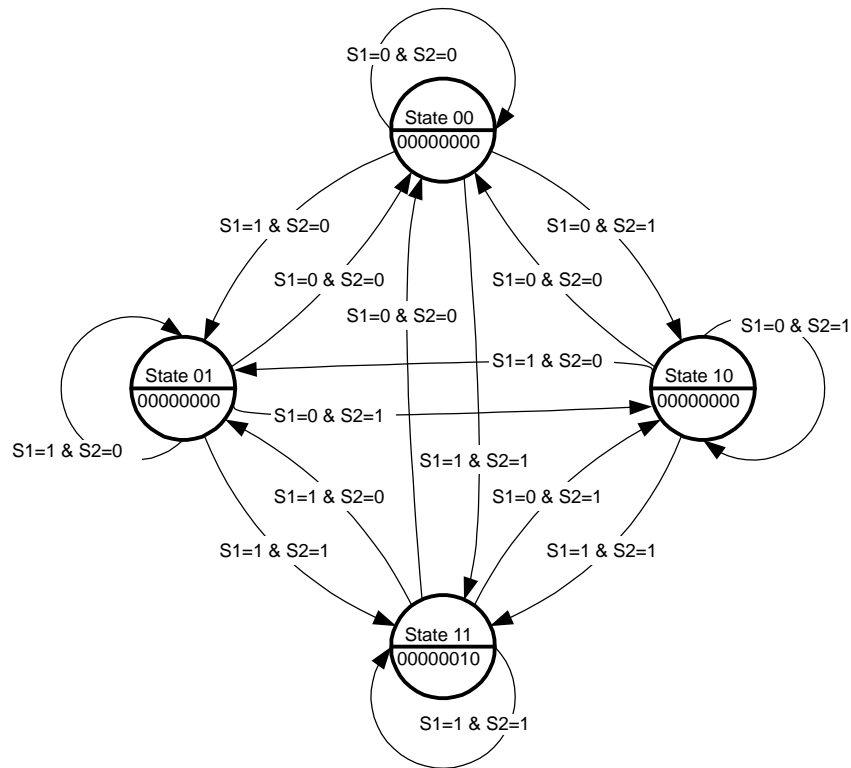 S1=0 & S2=0
State 00
00000000
S1=1 & S2=0
S1=0 & S2=1
S1=0 & S2=0
S1=0 & S2=0
S1=0 & S2=0
S1=0 & S2=1
S1=1 & S2=0
State 01
00000000
State 10
00000000
S1=0 & S2=1
S1=1 & S2=0
S1=1 & S2=1
S1=1 & S2=0
S1=0 & S2=1
S1=1 & S2=1
S1=1 & S2=1
State 11
00000010
S1=1 & S2=1